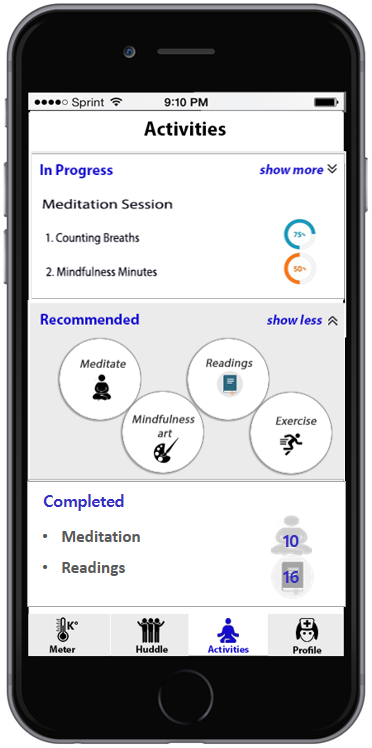 Sprint 9:10 PM
Activities
In Progress show more
Meditation Session
1. Counting Breaths 75%
2. Mindfulness Minutes 50%
Recommended show less
Meditate
Readings
Mindfulness
art
Exercise
Completed
• Meditation 10
• Readings 16
K°
Meter Huddle Activities Profile